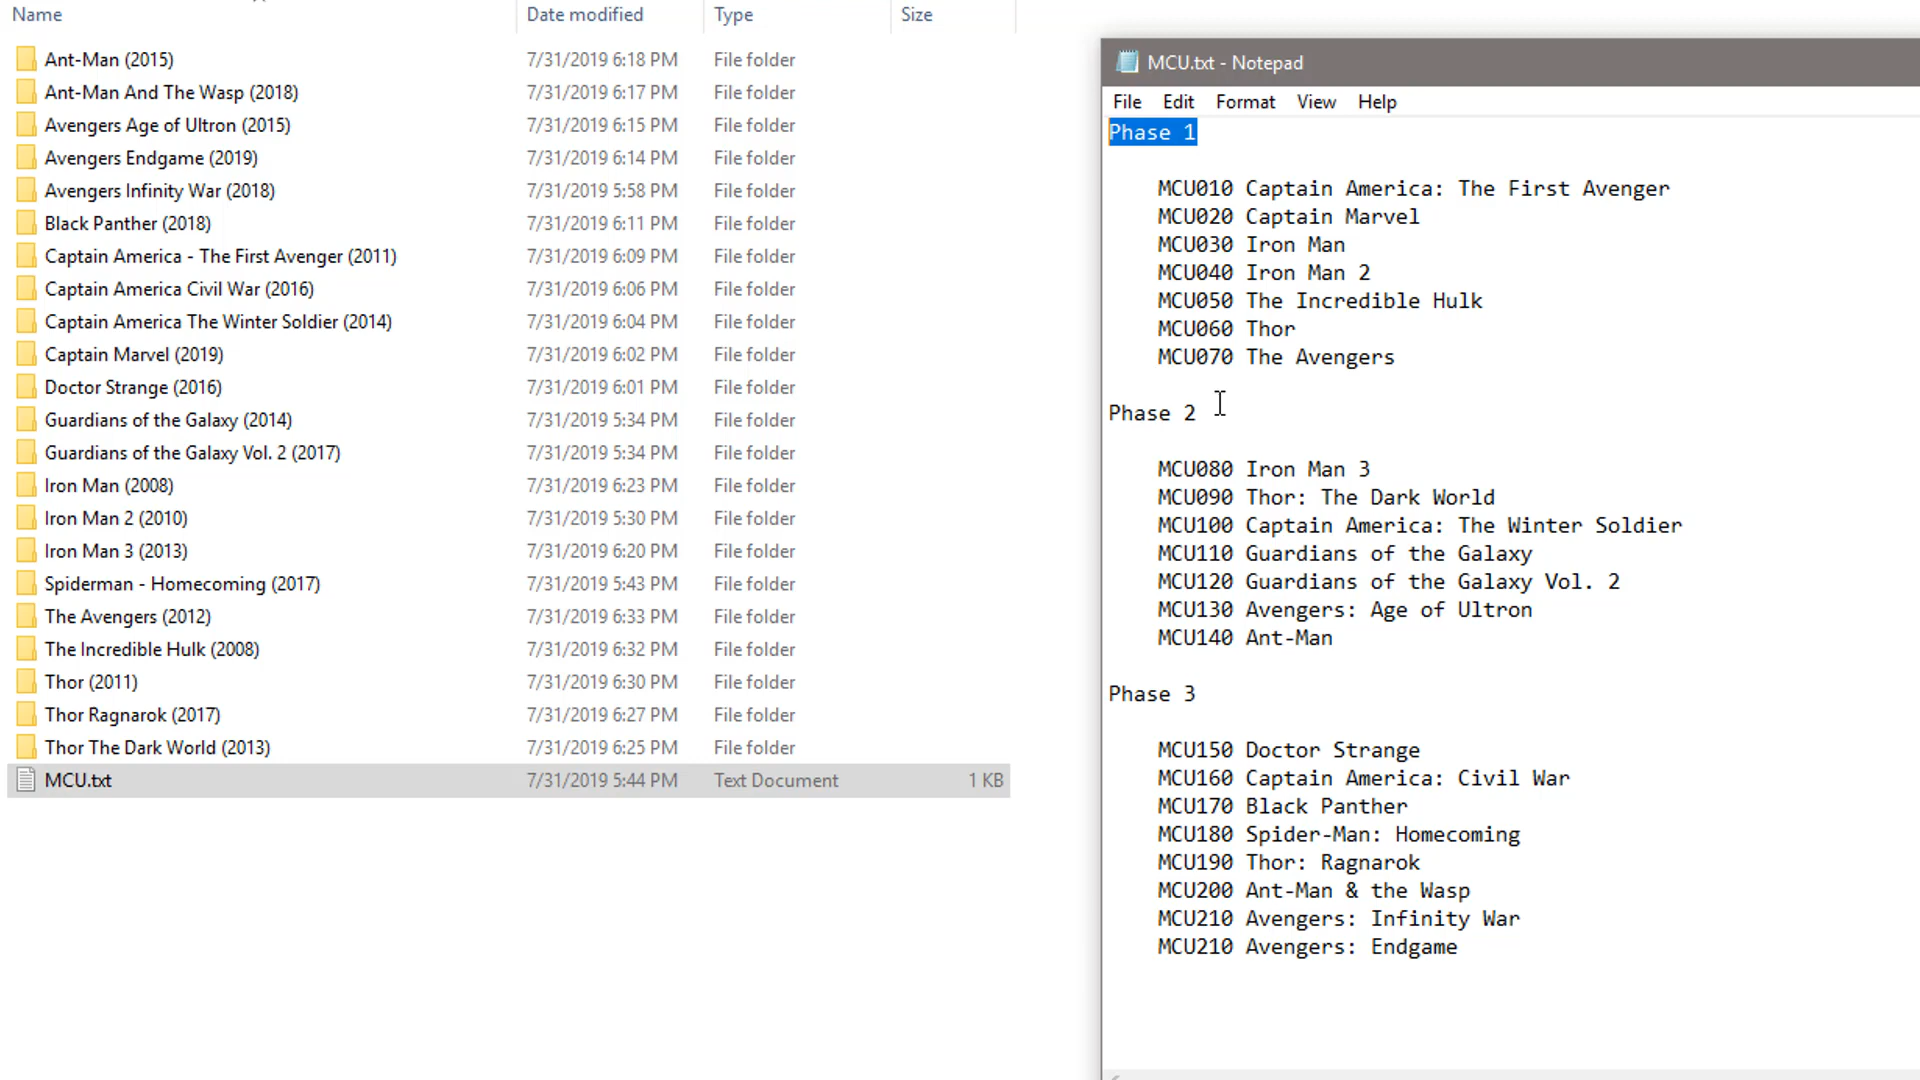 Name Date modified Type Size
Ant-Man (2015) 7/31/2019 6:18 PM File folder
Ant-Man And The Wasp (2018) 7/31/2019 6:17 PM File folder
Avengers Age of Ultron (2015) 7/31/2019 6:15 PM File folder
Avengers Endgame (2019) 7/31/2019 6:14 PM File folder
Avengers Infinity War (2018) 7/31/2019 5:58 PM File folder
Black Panther (2018) 7/31/2019 6:11 PM File folder
Captain America - The First Avenger (2011) 7/31/2019 6:09 PM File folder
Captain America Civil War (2016) 7/31/2019 6:06 PM File folder
Captain America The Winter Soldier (2014) 7/31/2019 6:04 PM File folder
Captain Marvel (2019) 7/31/2019 6:02 PM File folder
Doctor Strange (2016) 7/31/2019 6:01 PM File folder
Guardians of the Galaxy (2014) 7/31/2019 5:34 PM File folder
Guardians of the Galaxy Vol. 2 (2017) 7/31/2019 5:34 PM File folder
Iron Man (2008) 7/31/2019 6:23 PM File folder
Iron Man 2 (2010) 7/31/2019 5:30 PM File folder
Iron Man 3 (2013) 7/31/2019 6:20 PM File folder
Spiderman - Homecoming (2017) 7/31/2019 5:43 PM File folder
The Avengers (2012) 7/31/2019 6:33 PM File folder
The Incredible Hulk (2008) 7/31/2019 6:32 PM File folder
Thor (2011) 7/31/2019 6:30 PM File folder
Thor Ragnarok (2017) 7/31/2019 6:27 PM File folder
Thor The Dark World (2013) 7/31/2019 6:25 PM File folder
MCU.txt 7/31/2019 5:44 PM Text Document 1 KB
MCU.txt - Notepad
File Edit Format View Help
Phase 1
MCU010 Captain America: The First Avenger
MCU020 Captain Marvel
MCU030 Iron Man
MCU040 Iron Man 2
MCU050 The Incredible Hulk
MCU060 Thor
MCU070 The Avengers
Phase 2
MCU080 Iron Man 3
MCU090 Thor: The Dark World
MCU100 Captain America: The Winter Soldier
MCU110 Guardians of the Galaxy
MCU120 Guardians of the Galaxy Vol. 2
MCU130 Avengers: Age of Ultron
MCU140 Ant-Man
Phase 3
MCU150 Doctor Strange
MCU160 Captain America: Civil War
MCU170 Black Panther
MCU180 Spider-Man: Homecoming
MCU190 Thor: Ragnarok
MCU200 Ant-Man & the Wasp
MCU210 Avengers: Infinity War
MCU210 Avengers: Endgame